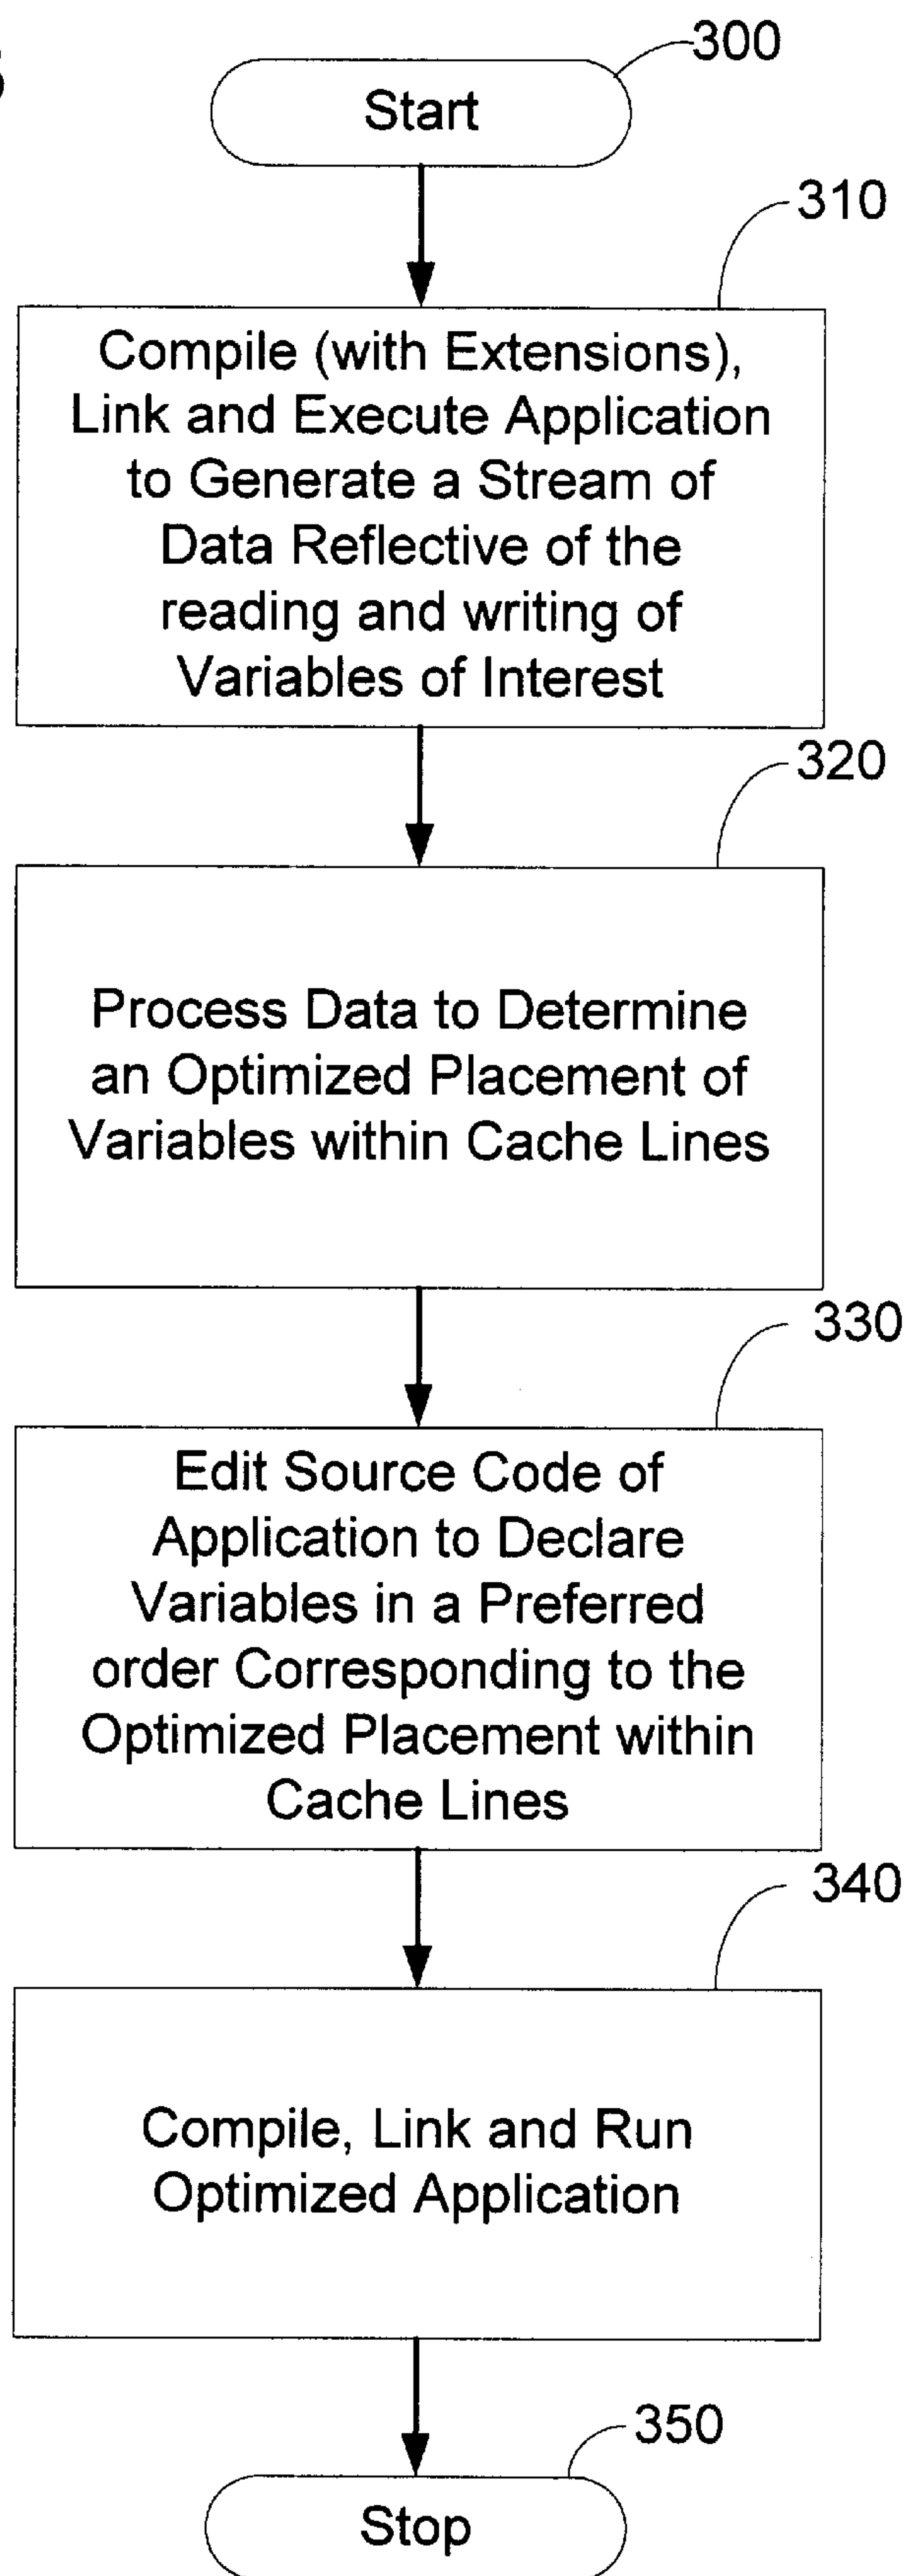 300
Start
310
Compile (with Extensions),
Link and Execute Application
to Generate a Stream of
Data Reflective of the
reading and writing of
Variables of Interest
320
Process Data to Determine
an Optimized Placement of
Variables within Cache Lines
330
Edit Source Code of
Application to Declare
Variables in a Preferred
order Corresponding to the
Optimized Placement within
Cache Lines
340
Compile, Link and Run
Optimized Application
350
Stop